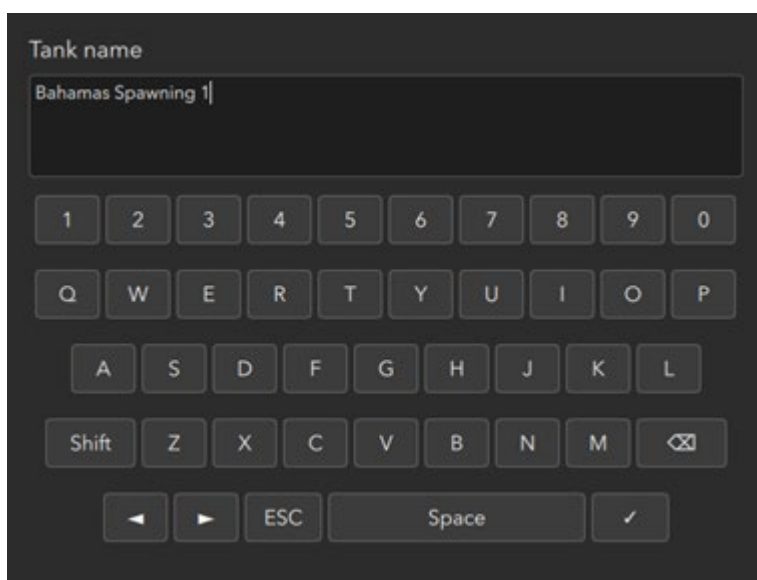 Tank name
Bahamas Spawning 1
1 2 3 4 5 6 7 8 9 0
Q W E R T Y U I O P
A S D F G H J K L
Shift Z X C V B N M ⌫
◄ ► ESC Space ✓